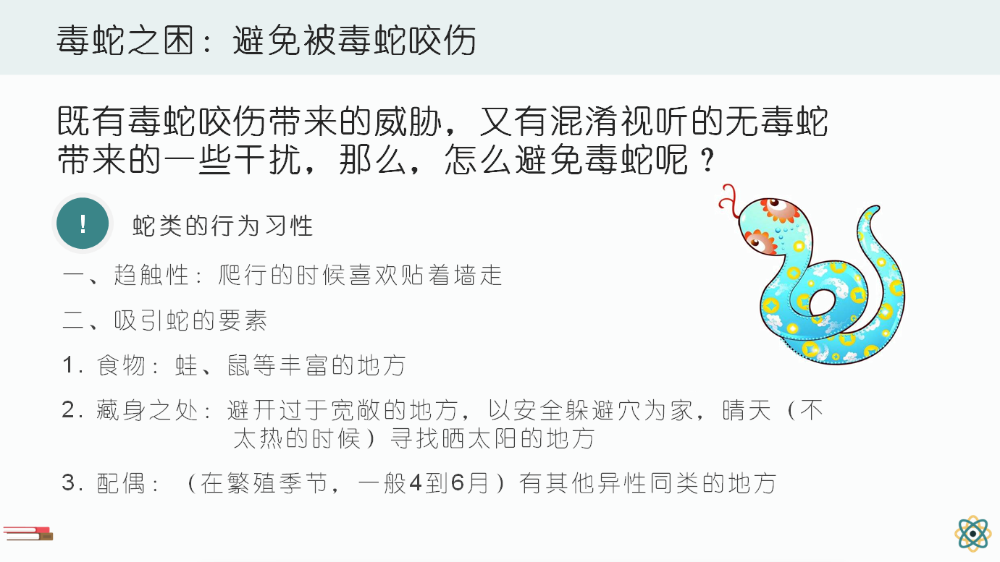 毒蛇之困：避免被毒蛇咬伤
既有毒蛇咬伤带来的威胁，又有混淆视听的无毒蛇
带来的一些干扰，那么，怎么避免毒蛇呢？
!
蛇类的行为习性
一、趋触性：爬行的时候喜欢贴着墙走
二、吸引蛇的要素
1. 食物：蛙、鼠等丰富的地方
2. 藏身之处：避开过于宽敞的地方，以安全躲避穴为家，晴天（不
太热的时候）寻找晒太阳的地方
3. 配偶：（在繁殖季节，一般4到6月）有其他异性同类的地方